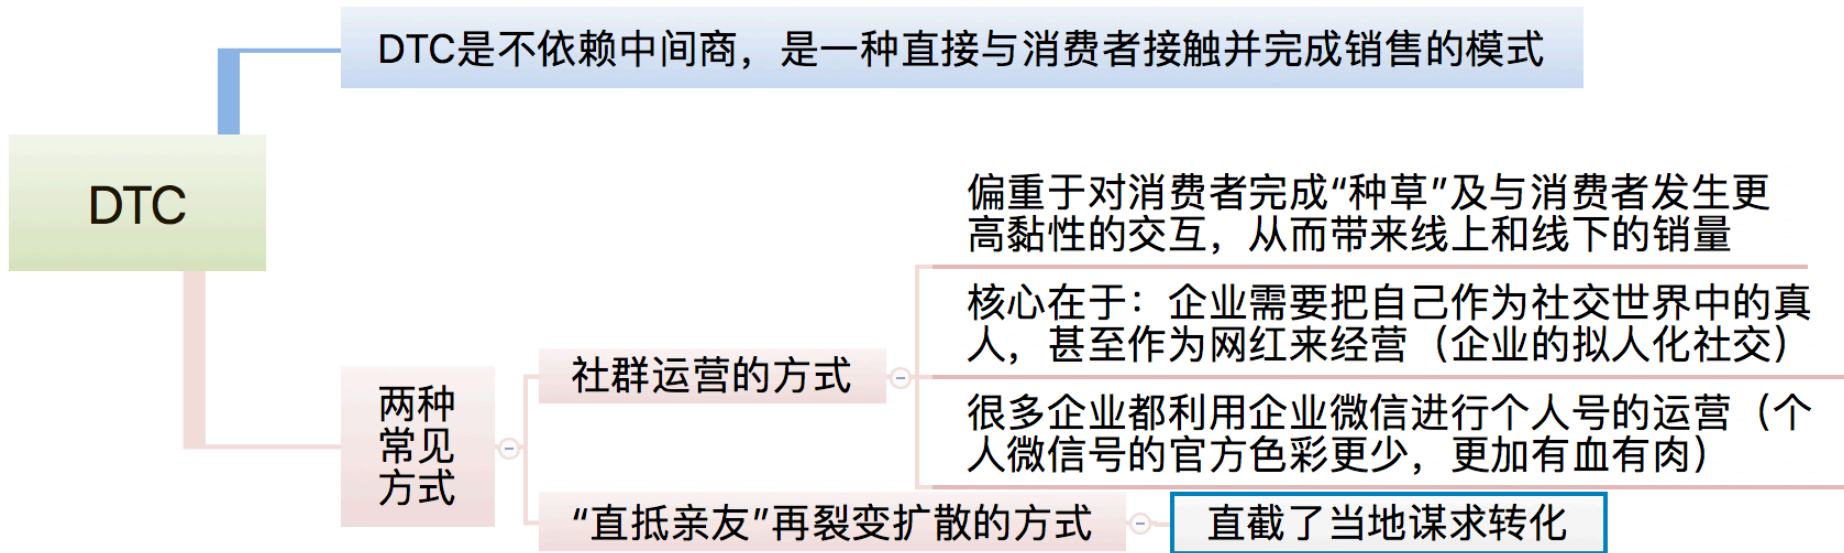 DTC是不依赖中间商，是一种直接与消费者接触并完成销售的模式
DTC
偏重于对消费者完成“种草”及与消费者发生更
高黏性的交互，从而带来线上和线下的销量
核心在于：企业需要把自己作为社交世界中的真
人，甚至作为网红来经营（企业的拟人化社交）
社群运营的方式
很多企业都利用企业微信进行个人号的运营（个
人微信号的官方色彩更少，更加有血有肉）
两种
常见
方式
“直抵亲友”再裂变扩散的方式
直截了当地谋求转化